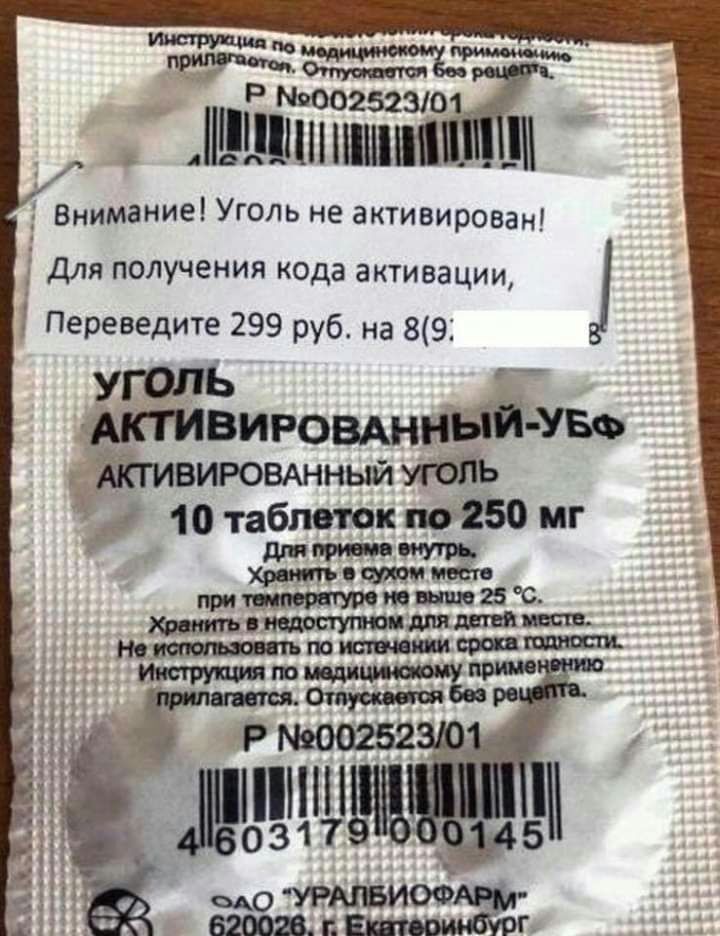 Инструкция по медицинскому применению
прилагается. Отпускается без рецепта.
Р №002523/01
Внимание! Уголь не активирован!
Для получения кода активации,
Переведите 299 руб. на 8(92 8
УГОЛЬ
АКТИВИРОВАННЫЙ-УБФ
АКТИВИРОВАННЫЙ УГОЛЬ
10 таблеток по 250 мг
Для приема внутрь.
Хранить в сухом месте
при температуре не выше 25 °С.
Хранить в недоступном для детей месте.
Не использовать по истечении срока годности.
Инструкция по медицинскому применению
прилагается. Отпускается без рецепта.
Р №002523/01
4 603179 000145
ОАО "УРАЛБИОФАРМ"
620026, г. Екатеринбург